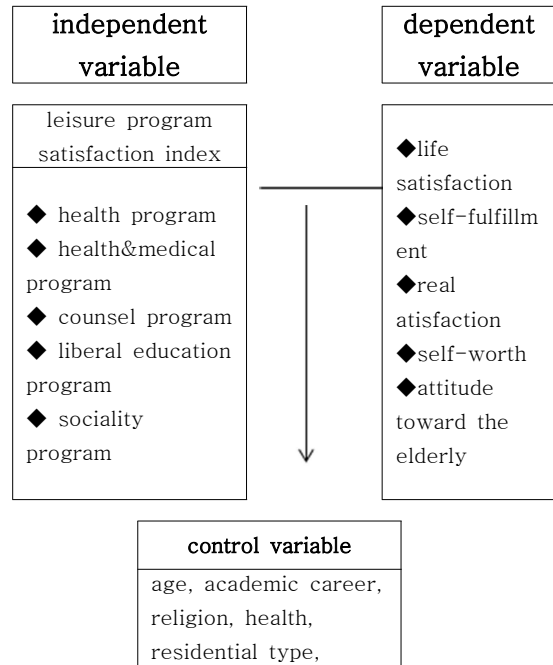 independent
variable
dependent
variable
leisure program
satisfaction index
◆ health program
◆ health&medical
program
◆ counsel program
◆ liberal education
program
◆ sociality
program
◆life
satisfaction
◆self-fulfillm
ent
◆real
atisfaction
◆self-worth
◆attitude
toward the
elderly
control variable
age, academic career,
religion, health,
residential type,